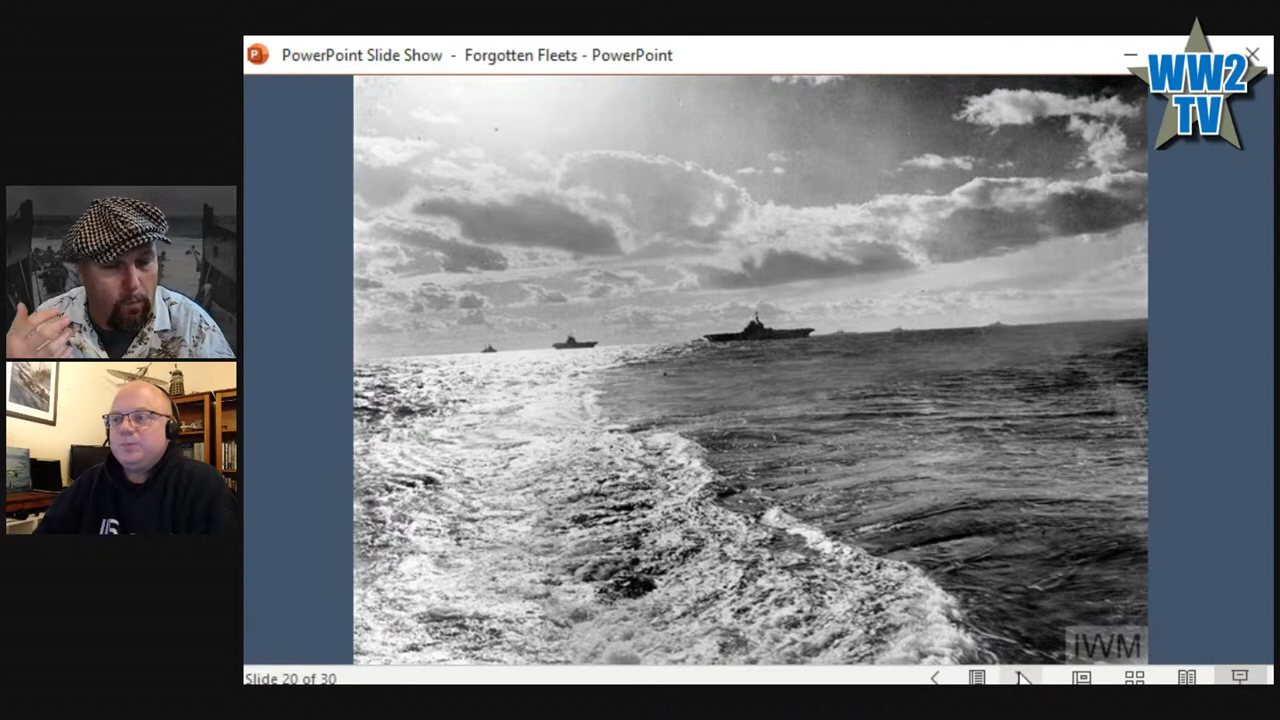 PowerPoint Slide Show - Forgotten Fleets - PowerPoint
WW2
TV
IWM
Slide 20 of 30